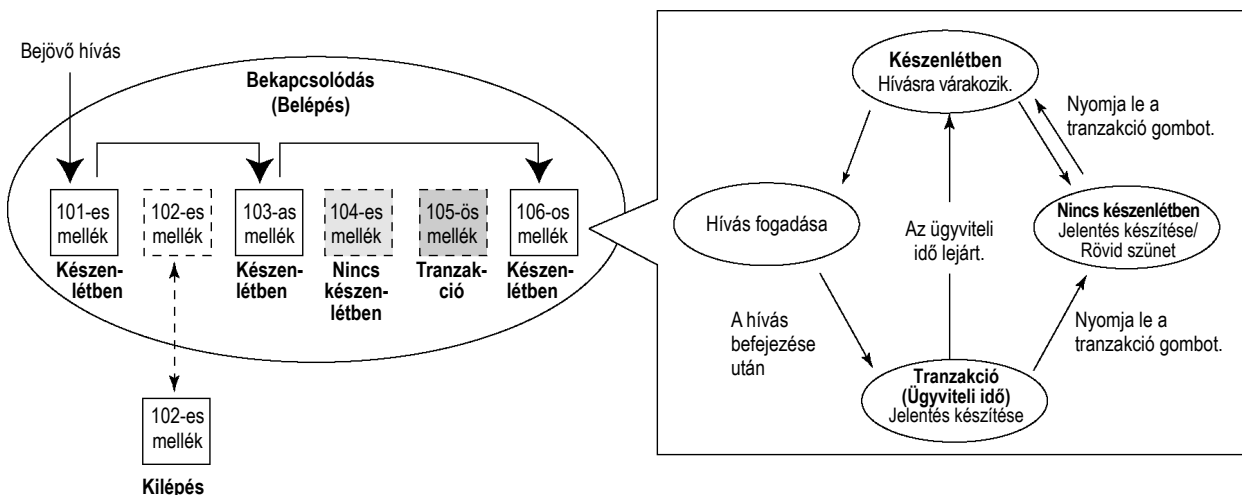 Bejövő hívás
Bekapcsolódás
(Belépés)
101-es
mellék
102-es
mellék
103-as
mellék
104-es
mellék
105-ös
mellék
106-os
mellék
Készen-
létben
Készen-
létben
Nincs
készen-
létben
Tranzak-
ció
Készen-
létben
102-es
mellék
Kilépés
Készenlétben
Hívásra várakozik.
Nyomja le a
tranzakció gombot.
Hívás fogadása
Az ügyviteli
idő lejárt.
Nincs készenlétben
Jelentés készítése/
Rövid szünet
A hívás
befejezése
után
Nyomja le a
tranzakció gombot.
Tranzakció
(Ügyviteli idő)
Jelentés készítése